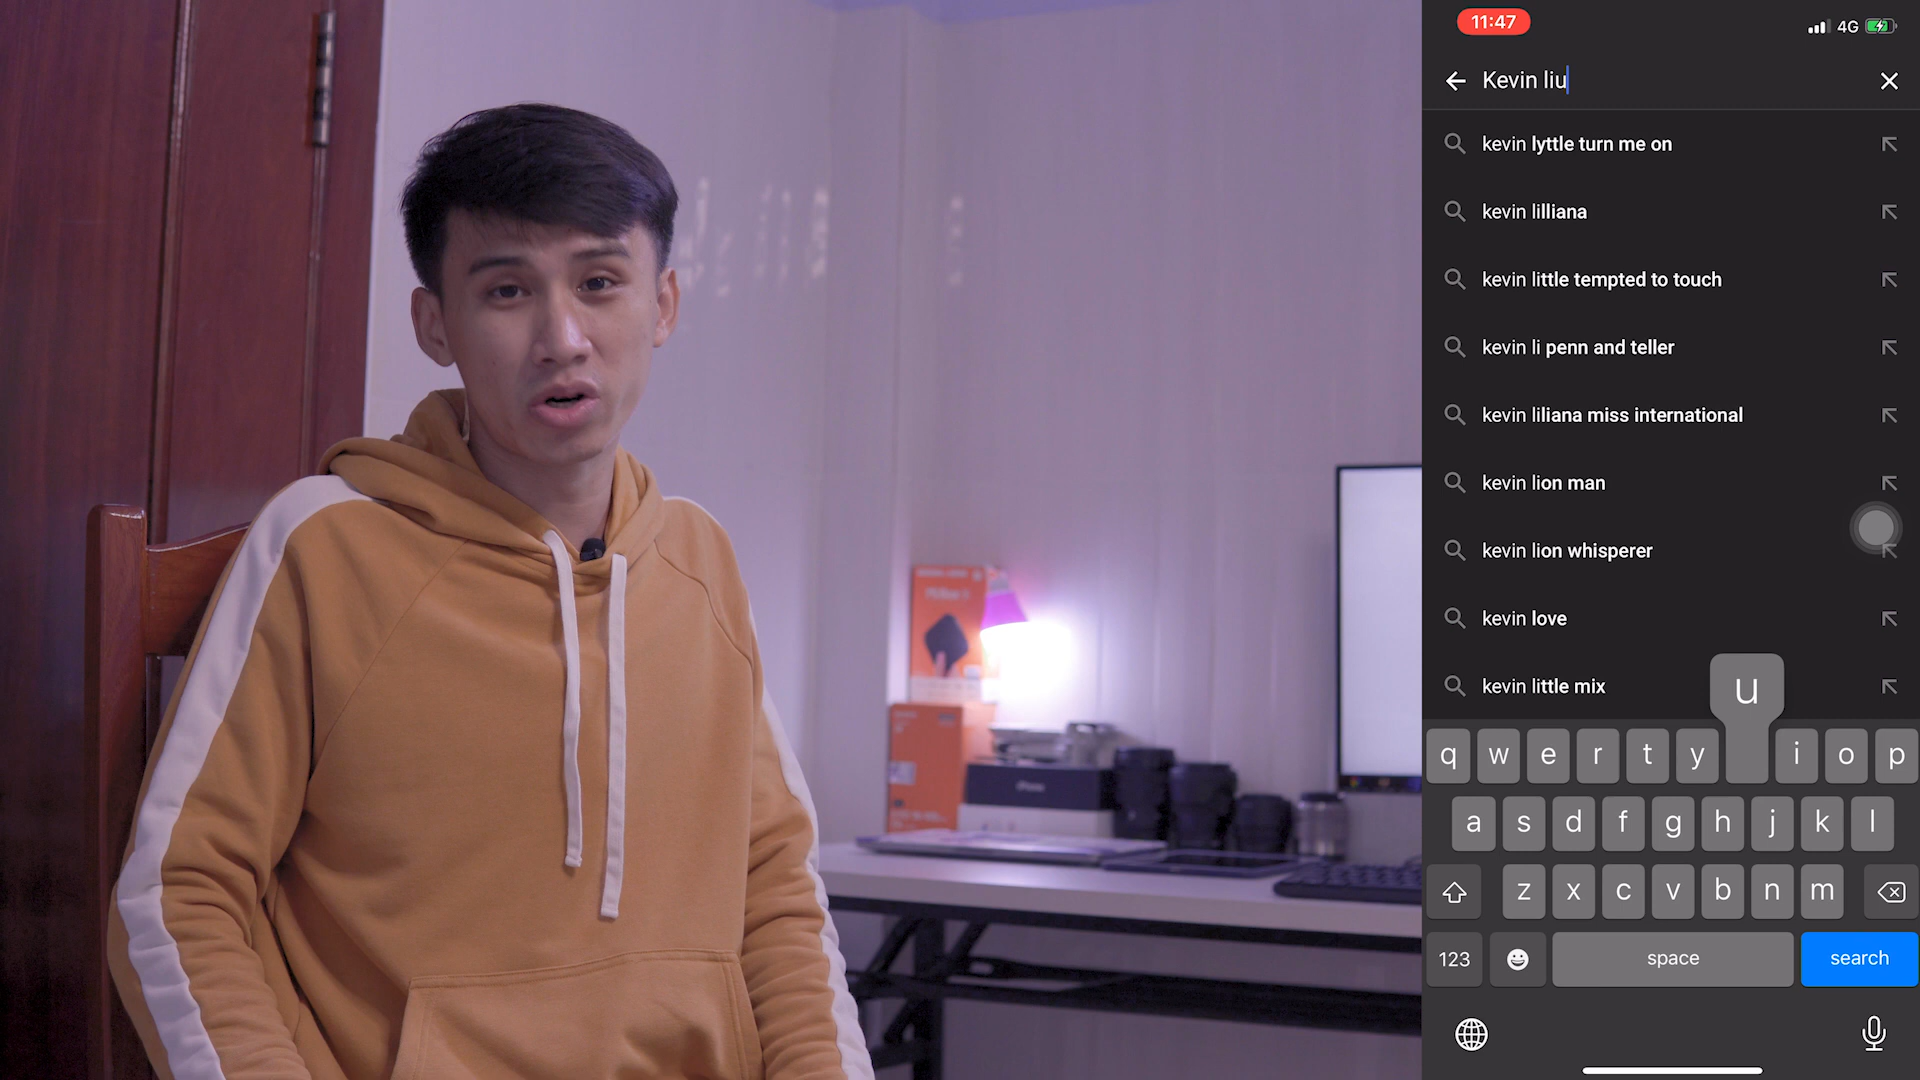 11:47
4G
Kevin liu
kevin lyttle turn me on
kevin lilliana
kevin little tempted to touch
kevin li penn and teller
kevin liliana miss international
kevin lion man
kevin lion whisperer
kevin love
kevin little mix
u
q w e r t y i o p
a s d f g h j k l
z x c v b n m
123 space search
iPhone